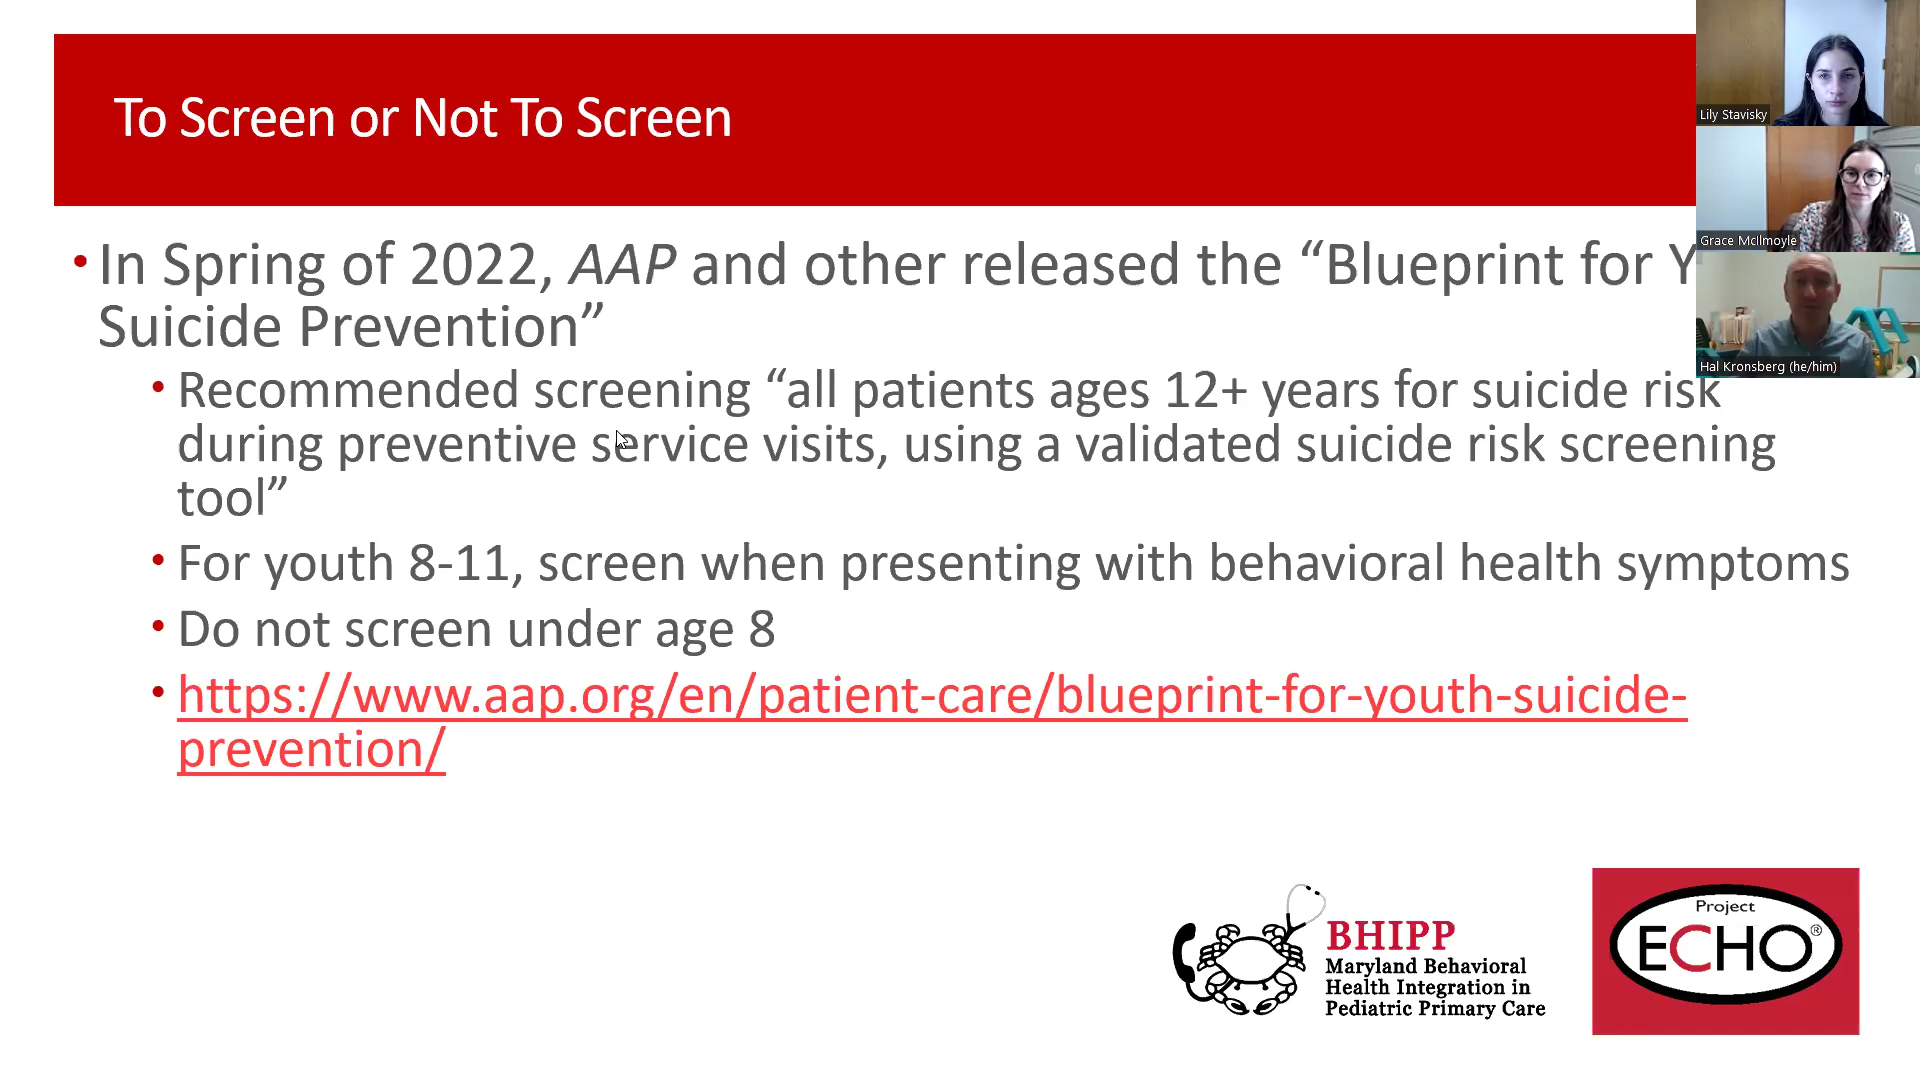 To Screen or Not To Screen
• In Spring of 2022, AAP and other released the “Blueprint for Y
Suicide Prevention”
• Recommended screening “all patients ages 12+ years for suicide risk
during preventive service visits, using a validated suicide risk screening
tool”
• For youth 8-11, screen when presenting with behavioral health symptoms
• Do not screen under age 8
• https://www.aap.org/en/patient-care/blueprint-for-youth-suicide-
prevention/
Lily Stavisky
Grace McIlmoyle
Hal Kronsberg (he/him)
BHIPP
Maryland Behavioral
Health Integration in
Pediatric Primary Care
Project
ECHO®